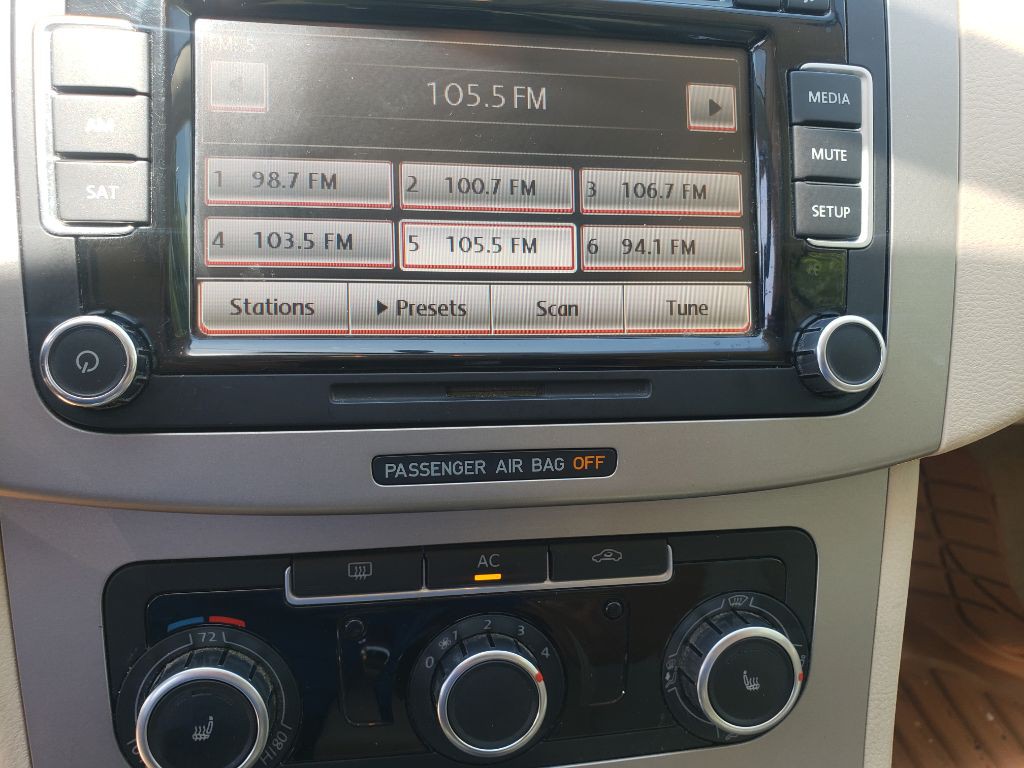 105.5 FM
MEDIA
AM
MUTE
1 98.7 FM 2 100.7 FM 3 106.7 FM
SAT
SETUP
4 103.5 FM 5 105.5 FM 6 94.1 FM
Stations Presets Scan Tune
PASSENGER AIR BAG OFF
AC
72
0 1 2 3 4
HI80